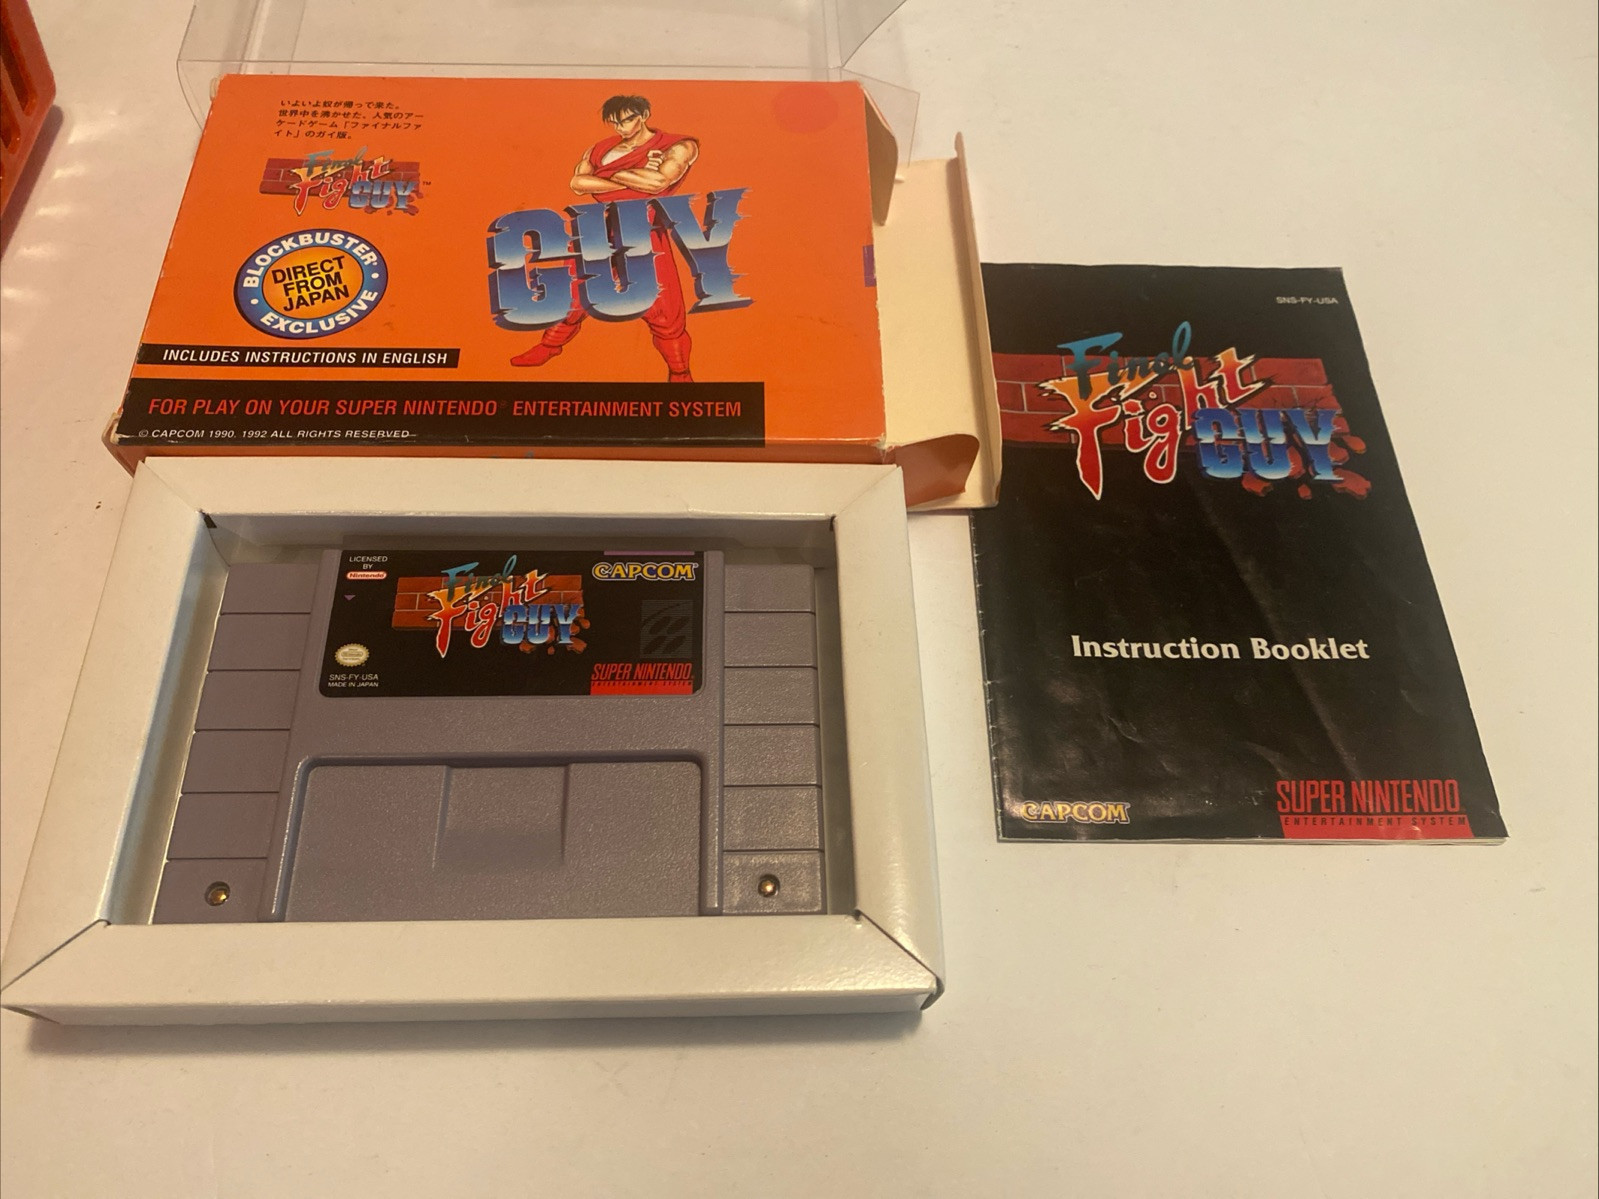 いよいよ奴が帰って来た。
世界中を沸かせた。人気のアー
ケードゲーム「ファイナルファ
イト」のガイ版。
Final
Fight
GUY™
BLOCKBUSTER®
DIRECT
FROM
JAPAN
EXCLUSIVE
GUY
INCLUDES INSTRUCTIONS IN ENGLISH
FOR PLAY ON YOUR SUPER NINTENDO® ENTERTAINMENT SYSTEM
© CAPCOM 1990, 1992 ALL RIGHTS RESERVED
SNS-FY-USA
Final
Fight
GUY
Instruction Booklet
CAPCOM
SUPER NINTENDO
ENTERTAINMENT SYSTEM
LICENSED
BY
Nintendo
Final
Fight
GUY
CAPCOM
SNS-FY-USA
MADE IN JAPAN
SUPER NINTENDO
ENTERTAINMENT SYSTEM